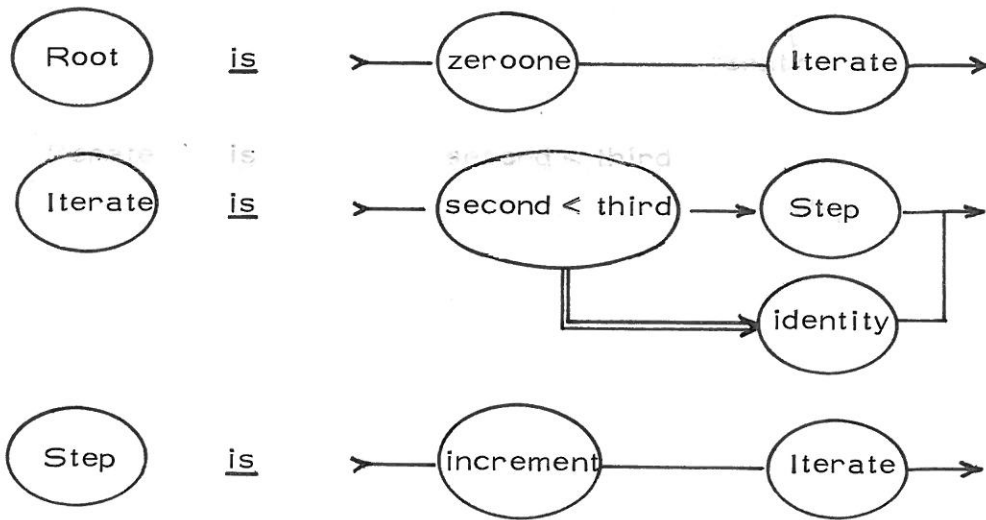 Root is zeroone Iterate
Iterate is second < third Step
identity
Step is increment Iterate